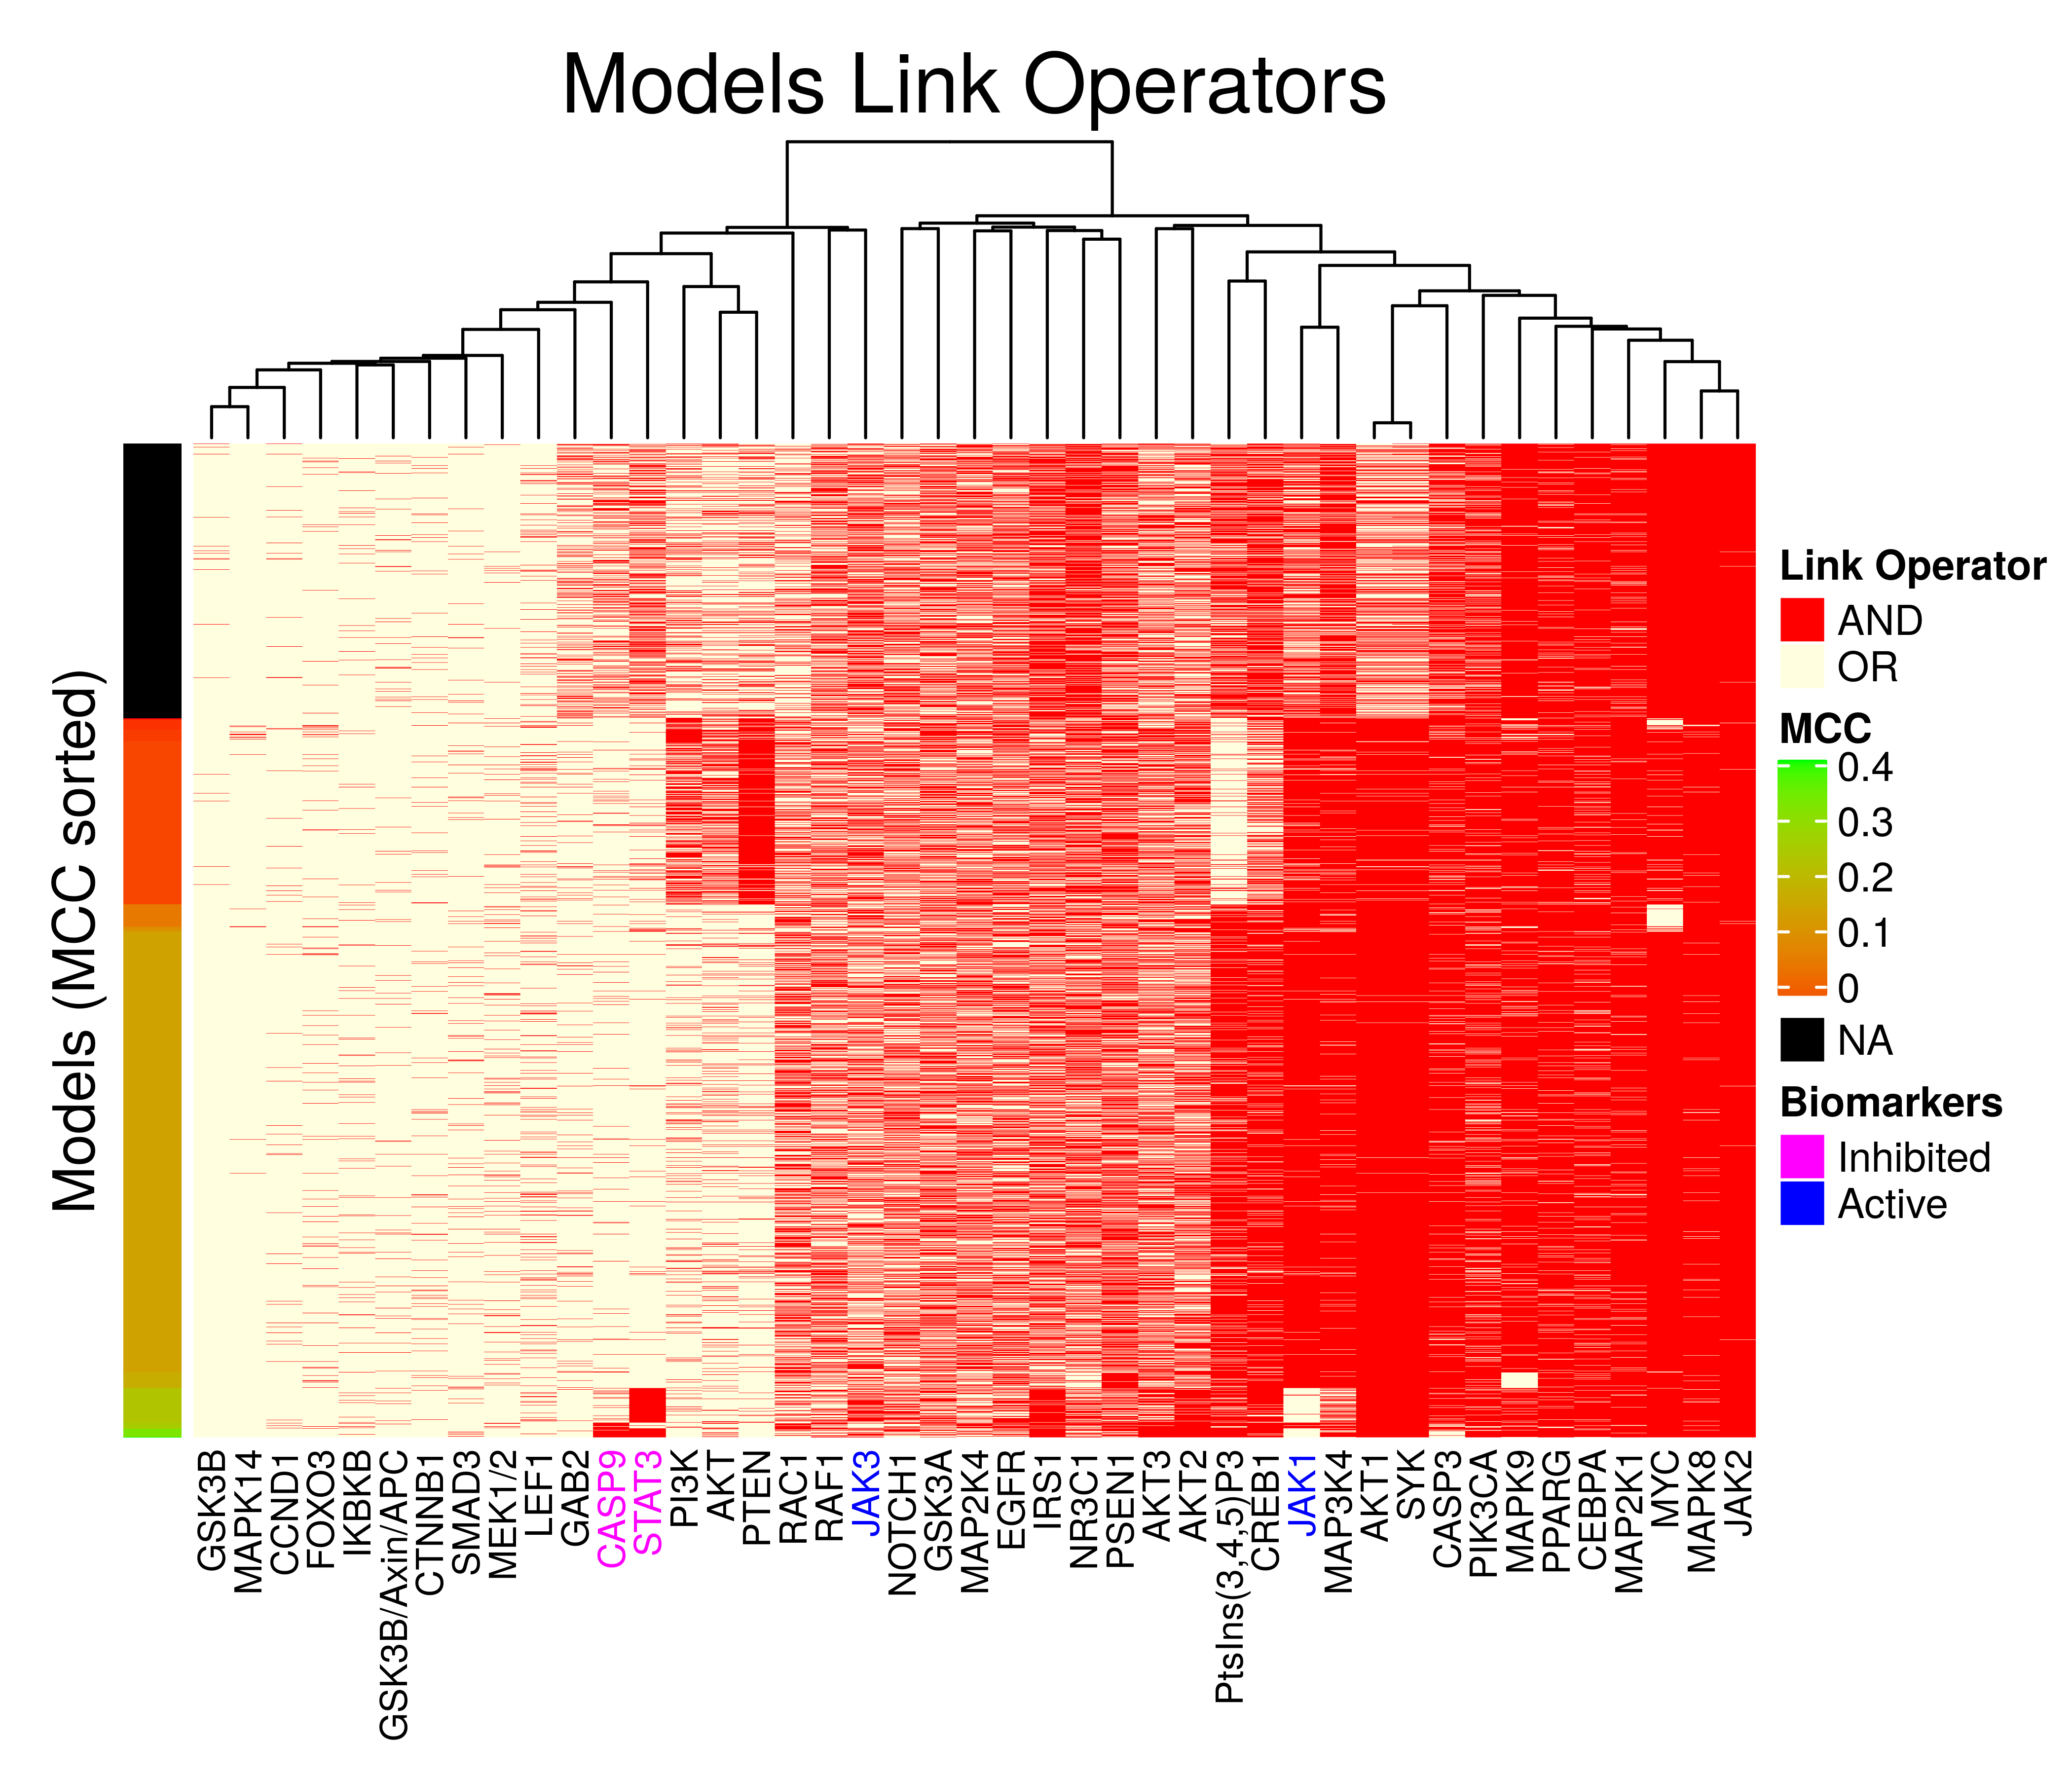 Models Link Operators
Models (MCC sorted)
Link Operator
AND
OR
MCC
0.4
0.3
0.2
0.1
0
NA
Biomarkers
Inhibited
Active
GSK3B
MAPK14
CCND1
FOXO3
IKBKB
GSK3B/Axin/APC
CTNNB1
SMAD3
MEK1/2
LEF1
GAB2
CASP9
STAT3
PI3K
AKT
PTEN
RAC1
RAF1
JAK3
NOTCH1
GSK3A
MAP2K4
EGFR
IRS1
NR3C1
PSEN1
AKT3
AKT2
PtsIns(3,4,5)P3
CREB1
JAK1
MAP3K4
AKT1
SYK
CASP3
PIK3CA
MAPK9
PPARG
CEBPA
MAP2K1
MYC
MAPK8
JAK2